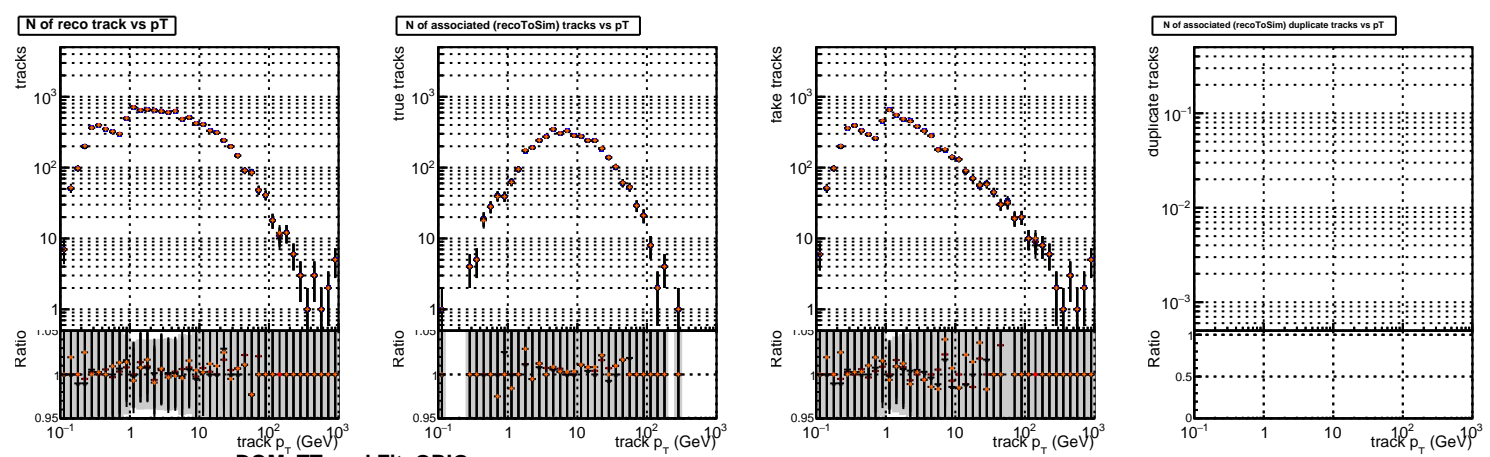 N of reco track vs pT
tracks
10³
10²
10
1
Ratio
1.05
1
0.95
10⁻¹ 1 10 10² 10³
track p_T (GeV)
N of associated (recoToSim) tracks vs pT
true tracks
10³
10²
10
1
Ratio
1.05
1
0.95
10⁻¹ 1 10 10² 10³
track p_T (GeV)
fake tracks
10³
10²
10
1
Ratio
1.05
1
0.95
10⁻¹ 1 10 10² 10³
track p_T (GeV)
N of associated (recoToSim) duplicate tracks vs pT
duplicate tracks
10⁻¹
10⁻²
10⁻³
Ratio
1
0.5
0
10⁻¹ 1 10 10² 10³
track p_T (GeV)